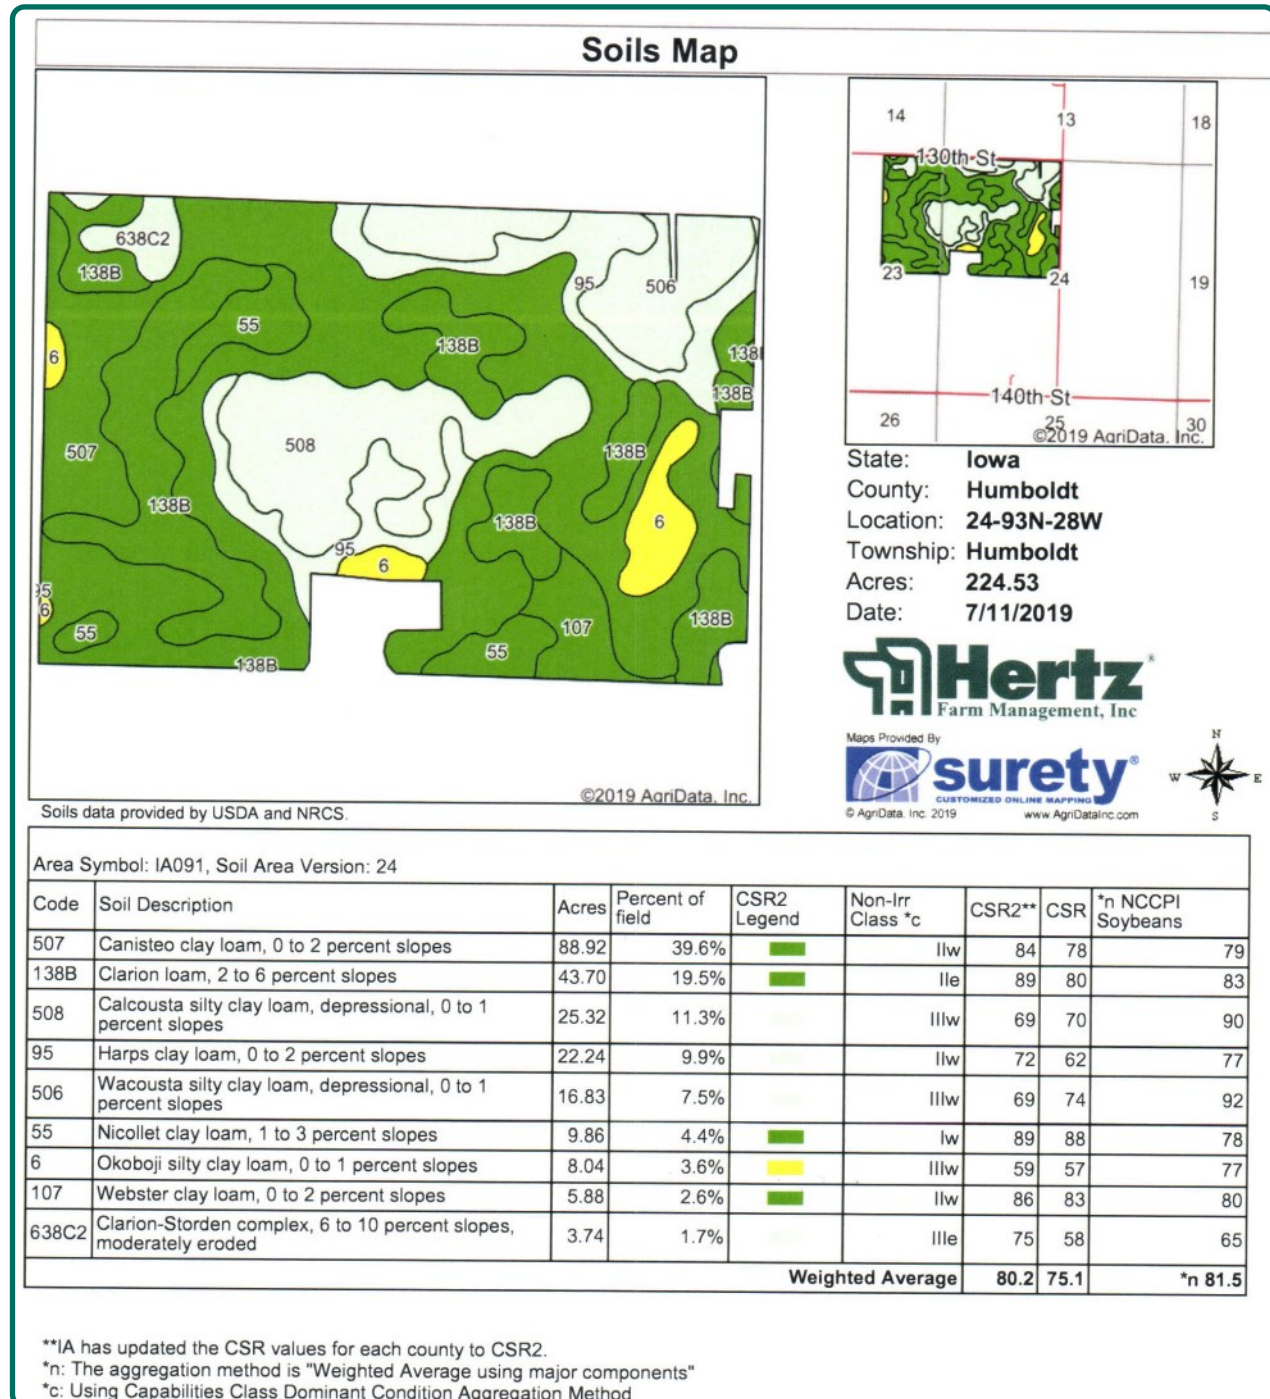 Soils Map
638C2
138B
55
6
138B
95
506
138B
138B
507
508
138B
138B
138B
6
95
6
95
6
55
107
138B
55
138B
©2019 AgriData, Inc.
Soils data provided by USDA and NRCS.
14
13
18
130th St
23
24
19
140th St
26
25
30
©2019 AgriData, Inc.
State: Iowa
County: Humboldt
Location: 24-93N-28W
Township: Humboldt
Acres: 224.53
Date: 7/11/2019
Hertz®
Farm Management, Inc
Maps Provided By
surety®
CUSTOMIZED ONLINE MAPPING
© AgriData, Inc. 2019 www.AgriDataInc.com
N
W E
S
Area Symbol: IA091, Soil Area Version: 24
Code Soil Description Acres Percent of field CSR2 Legend Non-Irr Class *c CSR2** CSR *n NCCPI Soybeans
507 Canisteo clay loam, 0 to 2 percent slopes 88.92 39.6% IIw 84 78 79
138B Clarion loam, 2 to 6 percent slopes 43.70 19.5% IIe 89 80 83
508 Calcousta silty clay loam, depressional, 0 to 1 percent slopes 25.32 11.3% IIIw 69 70 90
95 Harps clay loam, 0 to 2 percent slopes 22.24 9.9% IIw 72 62 77
506 Wacousta silty clay loam, depressional, 0 to 1 percent slopes 16.83 7.5% IIIw 69 74 92
55 Nicollet clay loam, 1 to 3 percent slopes 9.86 4.4% Iw 89 88 78
6 Okoboji silty clay loam, 0 to 1 percent slopes 8.04 3.6% IIIw 59 57 77
107 Webster clay loam, 0 to 2 percent slopes 5.88 2.6% IIw 86 83 80
638C2 Clarion-Storden complex, 6 to 10 percent slopes, moderately eroded 3.74 1.7% IIIe 75 58 65
Weighted Average 80.2 75.1 *n 81.5
**IA has updated the CSR values for each county to CSR2.
*n: The aggregation method is "Weighted Average using major components"
*c: Using Capabilities Class Dominant Condition Aggregation Method